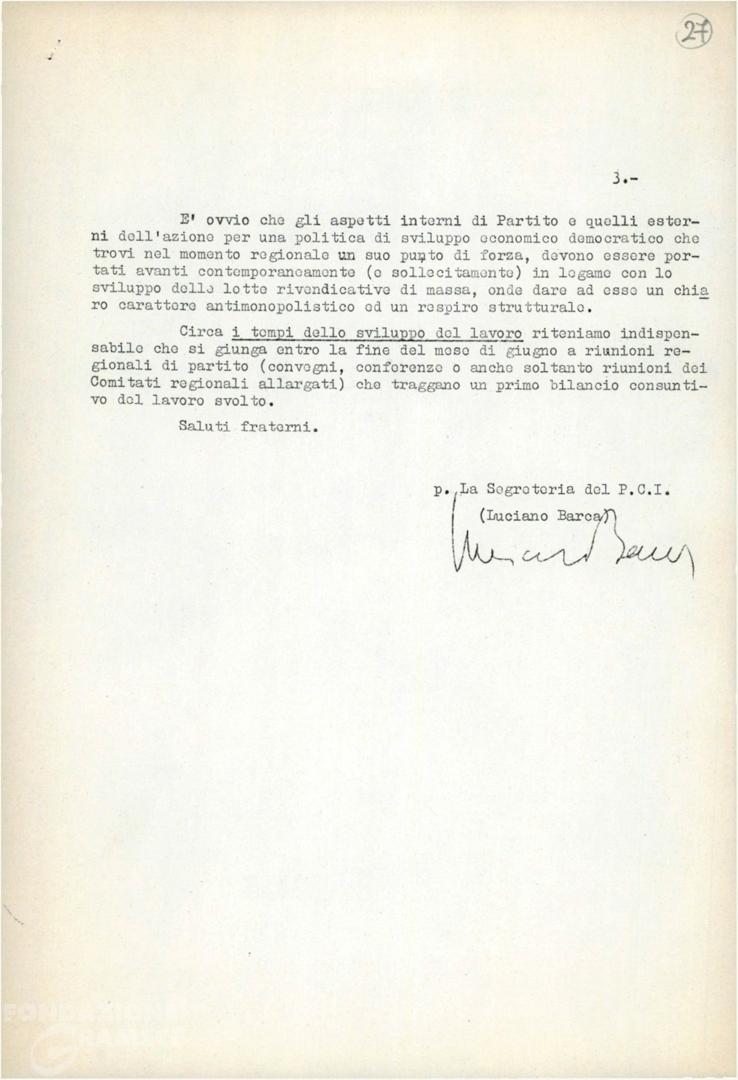 27
3.-
E' ovvio che gli aspetti interni di Partito e quelli ester-
ni dell'azione per una politica di sviluppo economico democratico che
trovi nel momento regionale un suo punto di forza, devono essere por-
tati avanti contemporaneamente (e sollecitamente) in legame con lo
sviluppo delle lotte rivendicative di massa, onde dare ad esse un chia
ro carattere antimonopolistico ed un respiro strutturale.
Circa i tempi dello sviluppo del lavoro riteniamo indispen-
sabile che si giunga entro la fine del mese di giugno a riunioni re-
gionali di partito (convegni, conferenze o anche soltanto riunioni dei
Comitati regionali allargati) che traggano un primo bilancio consunti-
vo del lavoro svolto.
Saluti fraterni.
p. La Segreteria del P.C.I.
(Luciano Barca)
Luciano Barca
FONDAZIONE
GRAMSCI